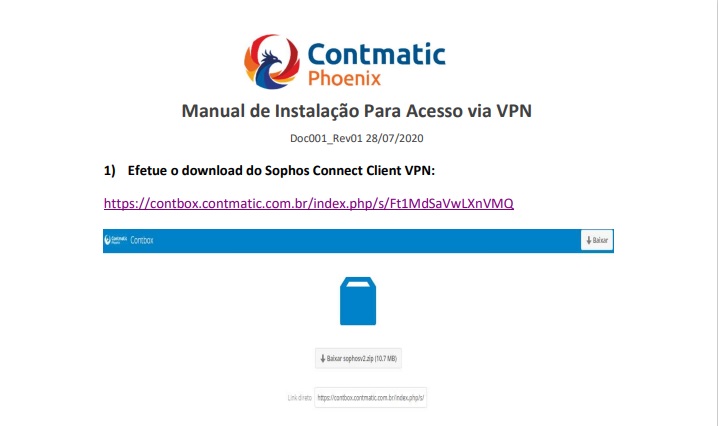 Contmatic
Phoenix
Manual de Instalação Para Acesso via VPN
Doc001_Rev01 28/07/2020
1) Efetue o download do Sophos Connect Client VPN:
https://contbox.contmatic.com.br/index.php/s/Ft1MdSaVwLXnVMQ
Contmatic
Phoenix
Contbox
Baixar
Baixar sophosv2.zip (10.7 MB)
Link direto https://contbox.contmatic.com.br/index.php/s/